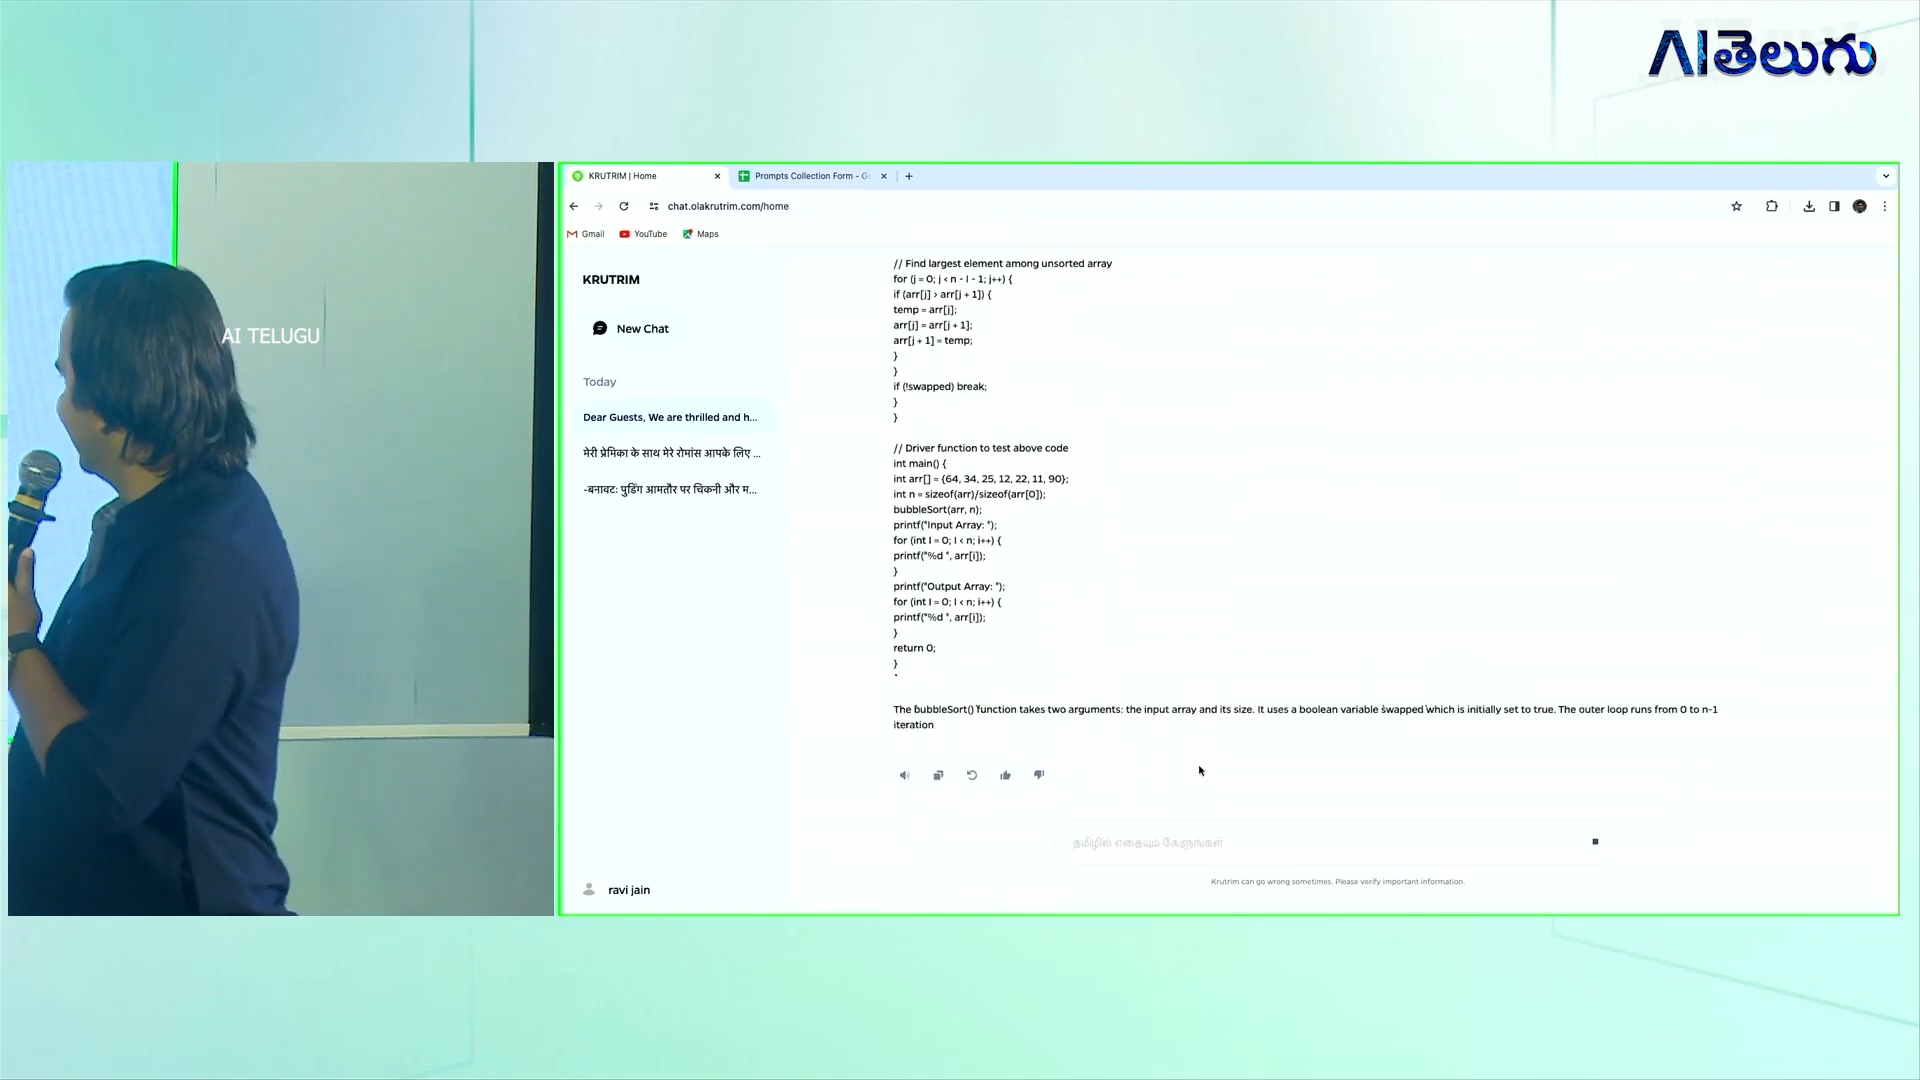 AIతెలుగు
AI TELUGU
KRUTRIM | Home
Prompts Collection Form - Go
chat.olakrutrim.com/home
Gmail
YouTube
Maps
KRUTRIM
New Chat
Today
Dear Guests, We are thrilled and h...
मेरी प्रेमिका के साथ मेरे रोमांस आपके लिए ...
-बनावटः पुडिंग आमतौर पर चिकनी और म...
ravi jain
// Find largest element among unsorted array
for (j = 0; j < n - I - 1; j++) {
if (arr[j] > arr[j + 1]) {
temp = arr[j];
arr[j] = arr[j + 1];
arr[j + 1] = temp;
}
}
if (!swapped) break;
}
}
// Driver function to test above code
int main() {
int arr[] = {64, 34, 25, 12, 22, 11, 90};
int n = sizeof(arr)/sizeof(arr[0]);
bubbleSort(arr, n);
printf("Input Array: ");
for (int I = 0; I < n; i++) {
printf("%d ", arr[i]);
}
printf("Output Array: ");
for (int I = 0; I < n; i++) {
printf("%d ", arr[i]);
}
return 0;
}
`
The `bubbleSort()` function takes two arguments: the input array and its size. It uses a boolean variable `swapped` which is initially set to true. The outer loop runs from 0 to n-1
iteration
தமிழில் எதையும் கேளுங்கள்
Krutrim can go wrong sometimes. Please verify important information.